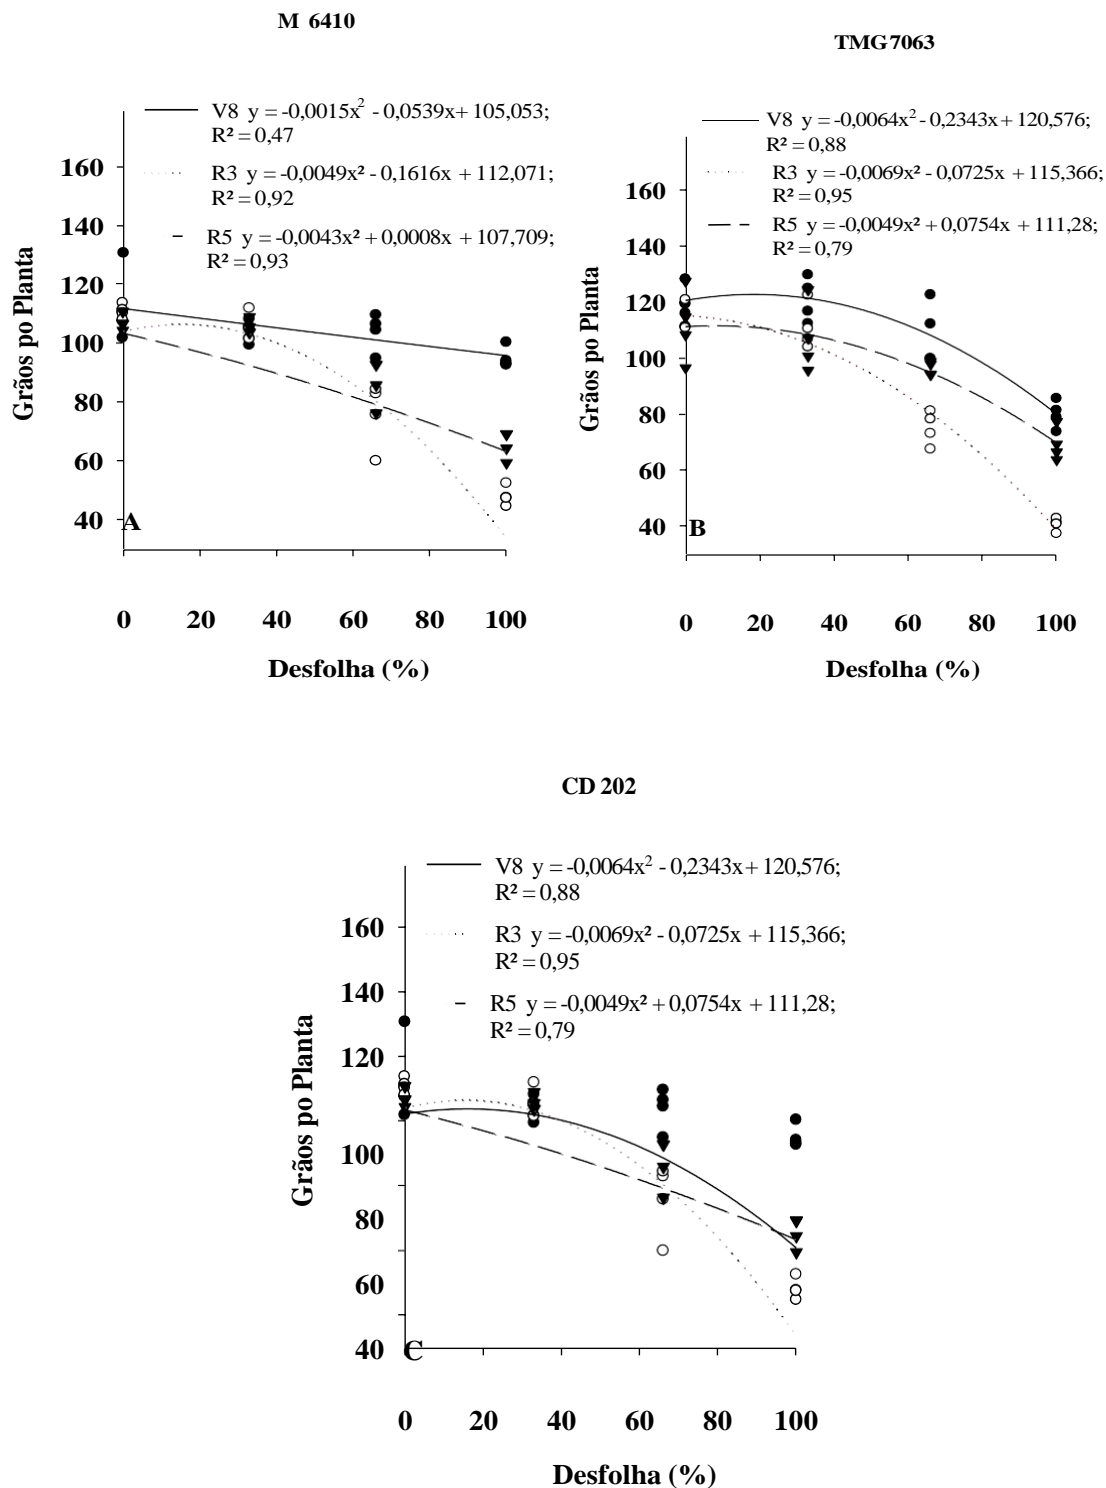 M 6410
V8 y = -0,0015x² - 0,0539x + 105,053;
R² = 0,47
R3 y = -0,0049x² - 0,1616x + 112,071;
R² = 0,92
R5 y = -0,0043x² + 0,0008x + 107,709;
R² = 0,93
Grãos po Planta
160
140
120
100
80
60
40
A
0 20 40 60 80 100
Desfolha (%)
TMG 7063
V8 y = -0,0064x² - 0,2343x + 120,576;
R² = 0,88
R3 y = -0,0069x² - 0,0725x + 115,366;
R² = 0,95
R5 y = -0,0049x² + 0,0754x + 111,28;
R² = 0,79
Grãos po Planta
160
140
120
100
80
60
40
B
0 20 40 60 80 100
Desfolha (%)
CD 202
V8 y = -0,0064x² - 0,2343x + 120,576;
R² = 0,88
R3 y = -0,0069x² - 0,0725x + 115,366;
R² = 0,95
R5 y = -0,0049x² + 0,0754x + 111,28;
R² = 0,79
Grãos po Planta
160
140
120
100
80
60
40
C
0 20 40 60 80 100
Desfolha (%)